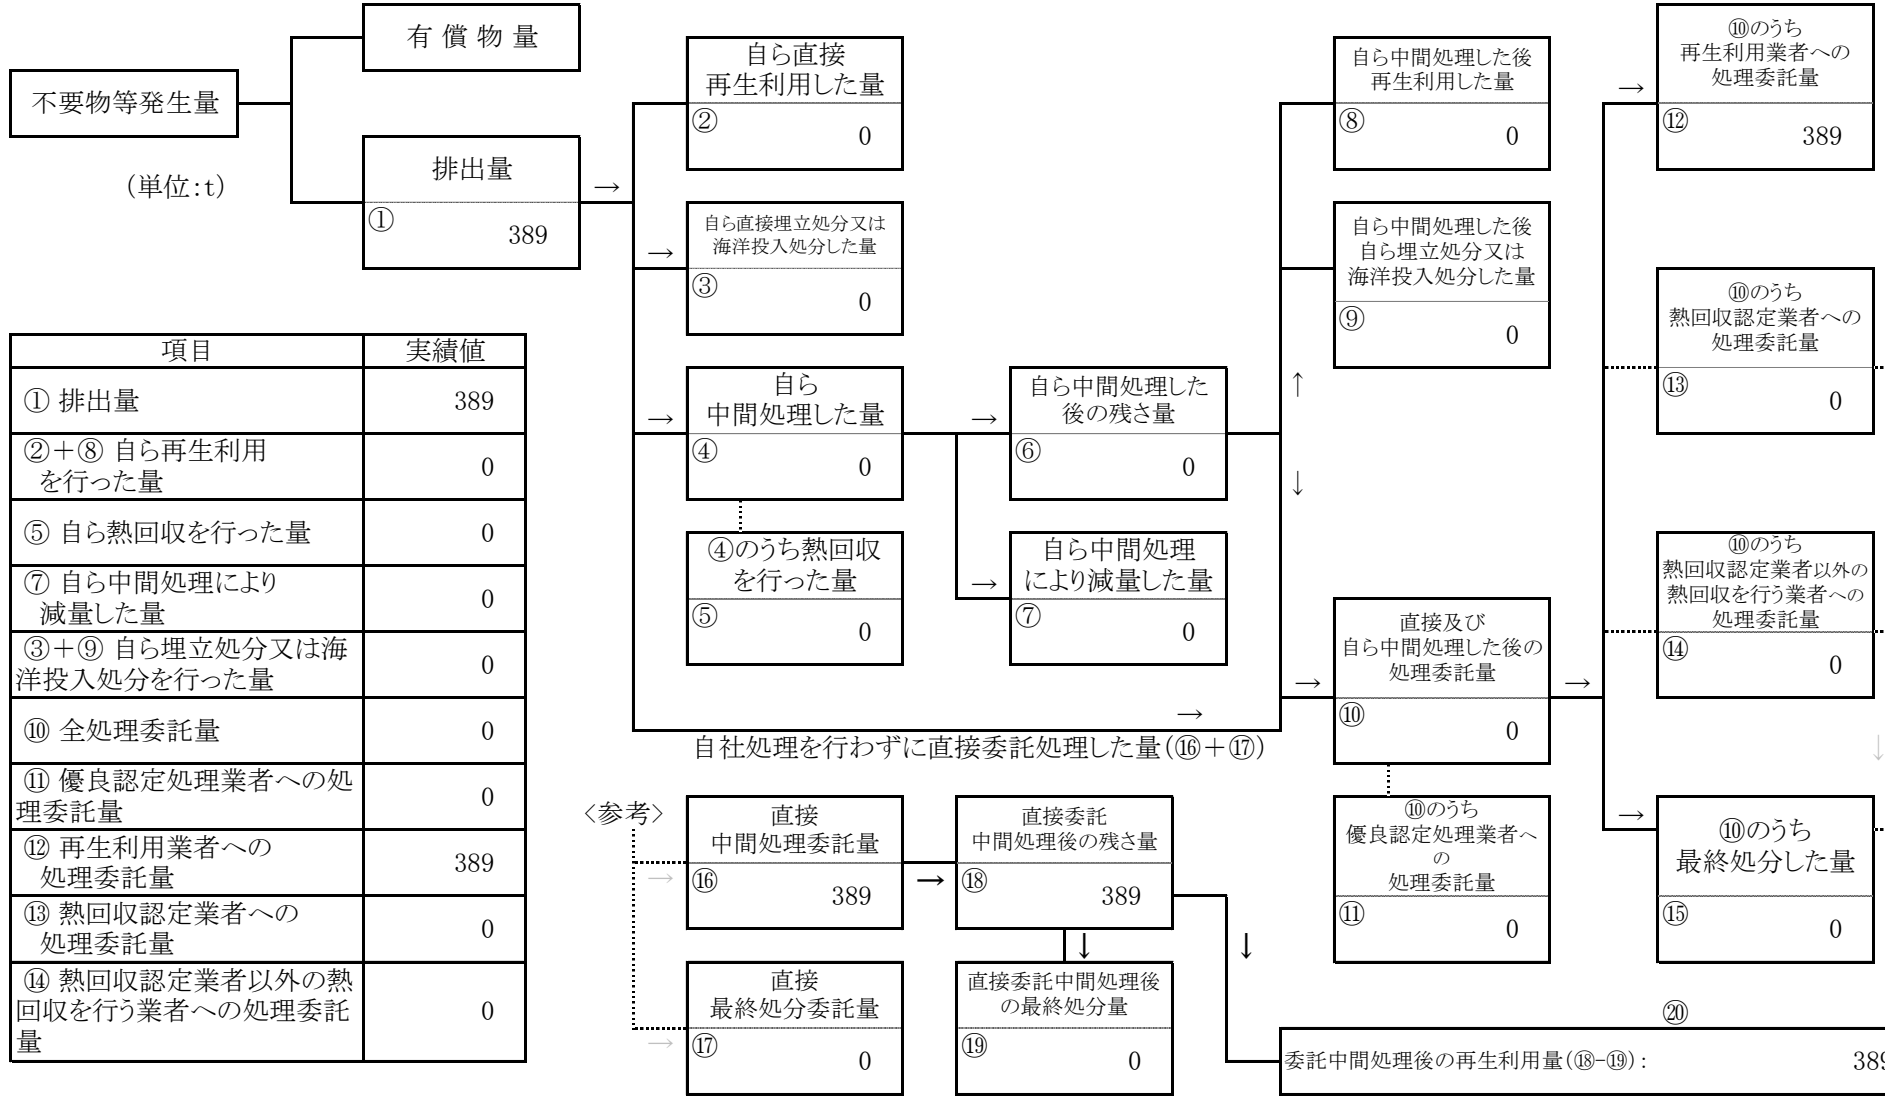 有 償 物 量
不要物等発生量
(単位:t)
排出量
①
389
→
自ら直接
再生利用した量
②
0
→
自ら直接埋立処分又は
海洋投入処分した量
③
0
→
自ら
中間処理した量
④
0
④のうち熱回収
を行った量
⑤
0
→
自ら中間処理した
後の残さ量
⑥
0
→
自ら中間処理
により減量した量
⑦
0
↑
↓
自ら中間処理した後
再生利用した量
⑧
0
自ら中間処理した後
自ら埋立処分又は
海洋投入処分した量
⑨
0
→
自社処理を行わずに直接委託処理した量(⑯+⑰)
→
直接及び
自ら中間処理した後の
処理委託量
⑩
0
⑩のうち
優良認定処理業者へ
の
処理委託量
⑪
0
→
→
⑩のうち
再生利用業者への
処理委託量
⑫
389
⑩のうち
熱回収認定業者への
処理委託量
⑬
0
⑩のうち
熱回収認定業者以外の
熱回収を行う業者への
処理委託量
⑭
0
↓
→
⑩のうち
最終処分した量
⑮
0
項目 実績値
① 排出量 389
②+⑧ 自ら再生利用
を行った量 0
⑤ 自ら熱回収を行った量 0
⑦ 自ら中間処理により
減量した量 0
③+⑨ 自ら埋立処分又は海
洋投入処分を行った量 0
⑩ 全処理委託量 0
⑪ 優良認定処理業者への処
理委託量 0
⑫ 再生利用業者への
処理委託量 389
⑬ 熱回収認定業者への
処理委託量 0
⑭ 熱回収認定業者以外の熱
回収を行う業者への処理委託
量 0
<参考>
→
直接
中間処理委託量
⑯
389
→
直接委託
中間処理後の残さ量
⑱
389
↓
↓
→
直接
最終処分委託量
⑰
0
直接委託中間処理後
の最終処分量
⑲
0
⑳
委託中間処理後の再生利用量(⑱-⑲): 389